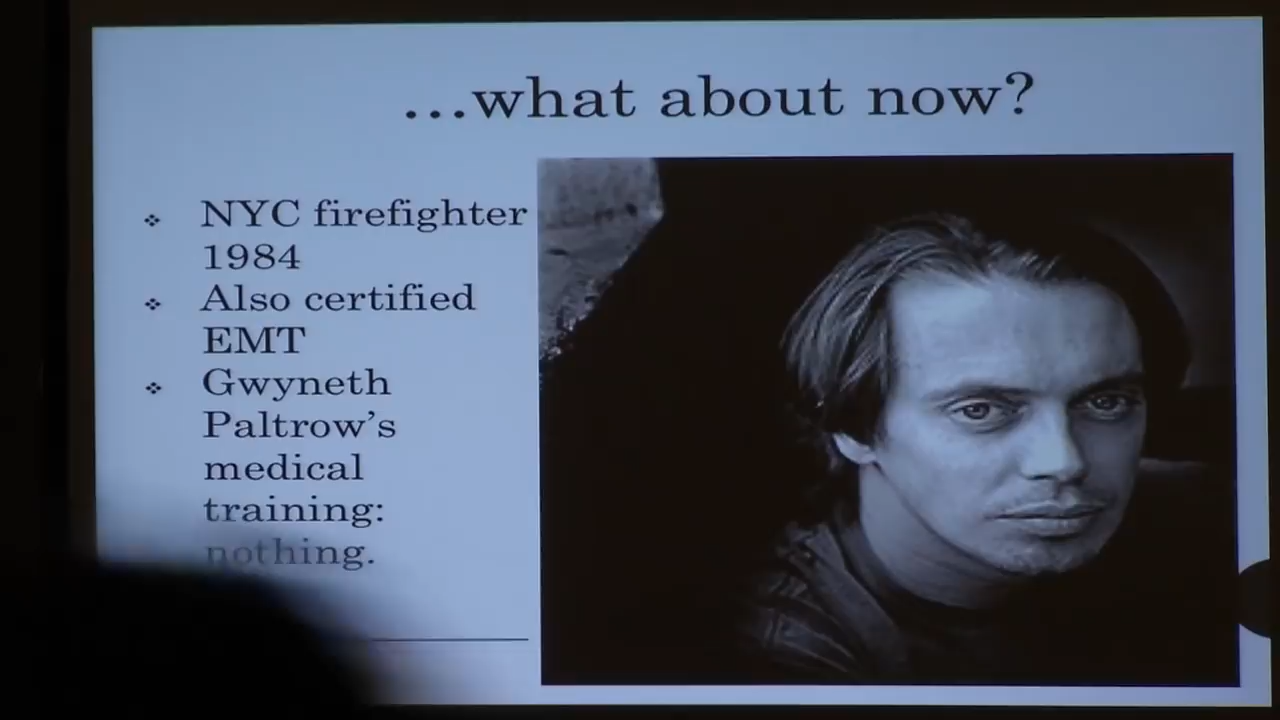 ...what about now?
❖ NYC firefighter
1984
❖ Also certified
EMT
❖ Gwyneth
Paltrow's
medical
training:
nothing.